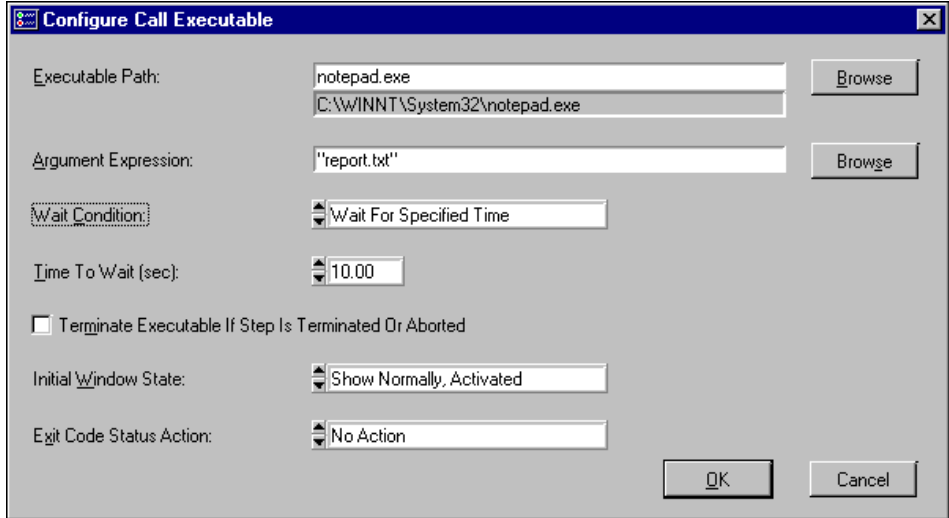 Configure Call Executable
Executable Path: notepad.exe Browse
C:\WINNT\System32\notepad.exe
Argument Expression: "report.txt" Browse
Wait Condition: Wait For Specified Time
Time To Wait (sec): 10.00
Terminate Executable If Step Is Terminated Or Aborted
Initial Window State: Show Normally, Activated
Exit Code Status Action: No Action
OK Cancel